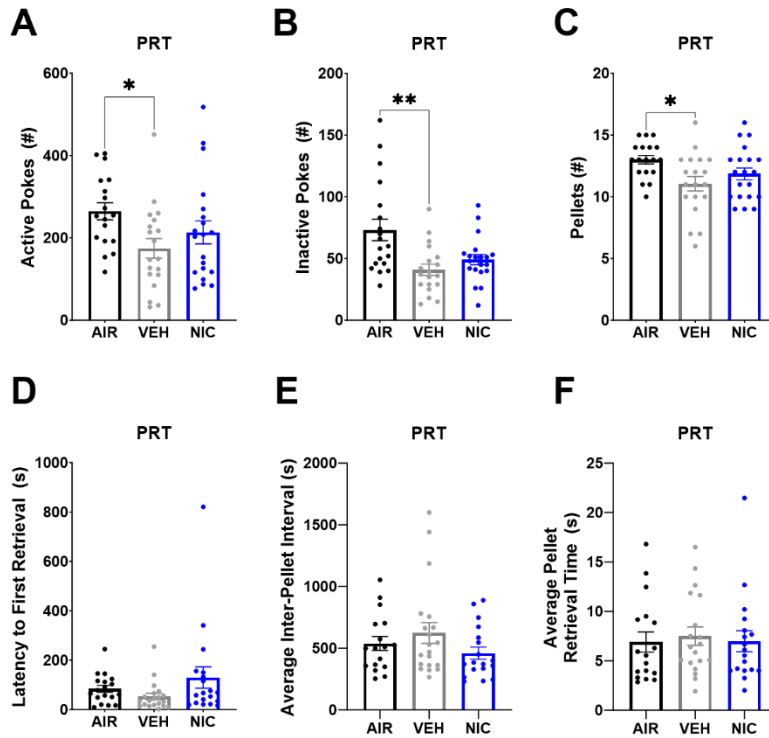 A
PRT
Active Pokes (#)
600
400
200
0
*
AIR VEH NIC
B
PRT
Inactive Pokes (#)
200
150
100
50
0
**
AIR VEH NIC
C
PRT
Pellets (#)
20
15
10
5
0
*
AIR VEH NIC
D
PRT
Latency to First Retrieval (s)
1000
800
600
400
200
0
AIR VEH NIC
E
PRT
Average Inter-Pellet Interval (s)
2000
1500
1000
500
0
AIR VEH NIC
F
PRT
Average Pellet
Retrieval Time (s)
25
20
15
10
5
0
AIR VEH NIC